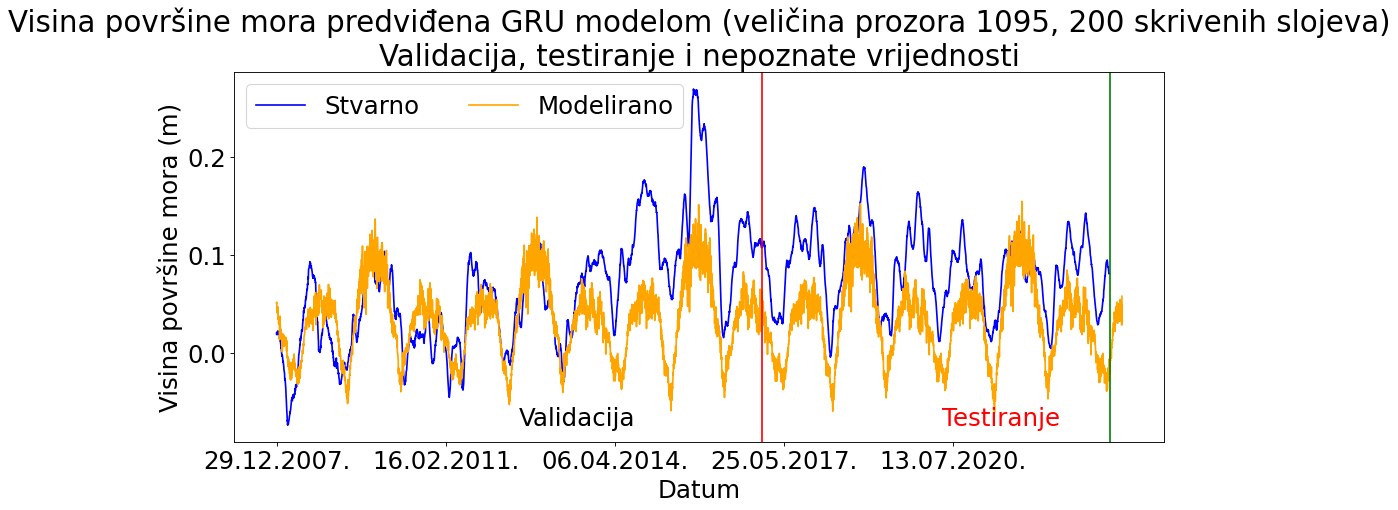 Visina površine mora predviđena GRU modelom (veličina prozora 1095, 200 skrivenih slojeva)
Validacija, testiranje i nepoznate vrijednosti
Stvarno
Modelirano
Visina površine mora (m)
0.2
0.1
0.0
Validacija
Testiranje
29.12.2007.
16.02.2011.
06.04.2014.
25.05.2017.
13.07.2020.
Datum